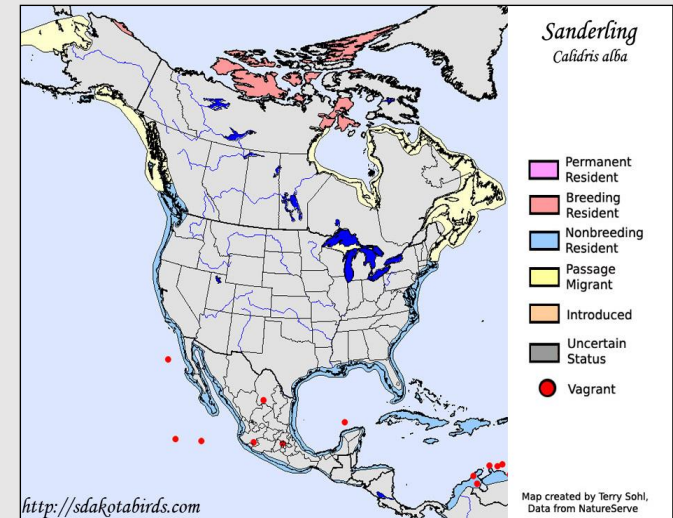 Sanderling
Calidris alba
Permanent
Resident
Breeding
Resident
Nonbreeding
Resident
Passage
Migrant
Introduced
Uncertain
Status
Vagrant
Map created by Terry Sohl,
Data from NatureServe
http://sdakotabirds.com